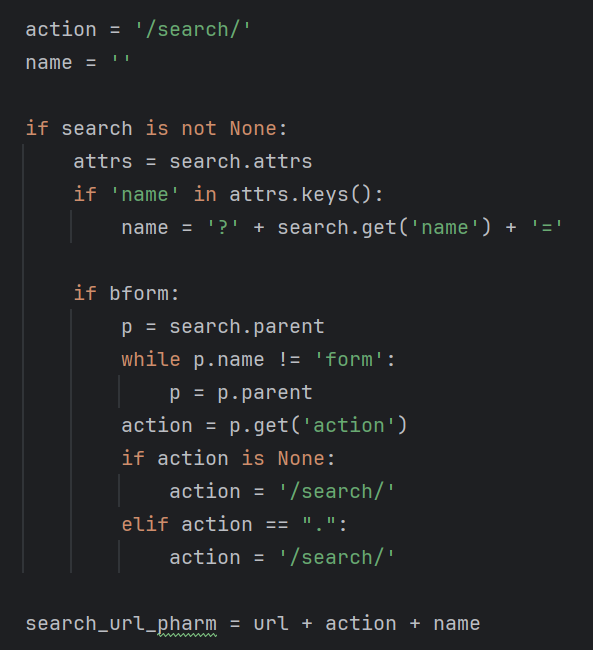 action = '/search/'
name = ''

if search is not None:
    attrs = search.attrs
    if 'name' in attrs.keys():
        name = '?' + search.get('name') + '='

    if bform:
        p = search.parent
        while p.name != 'form':
            p = p.parent
        action = p.get('action')
        if action is None:
            action = '/search/'
        elif action == ".":
            action = '/search/'

search_url_pharm = url + action + name